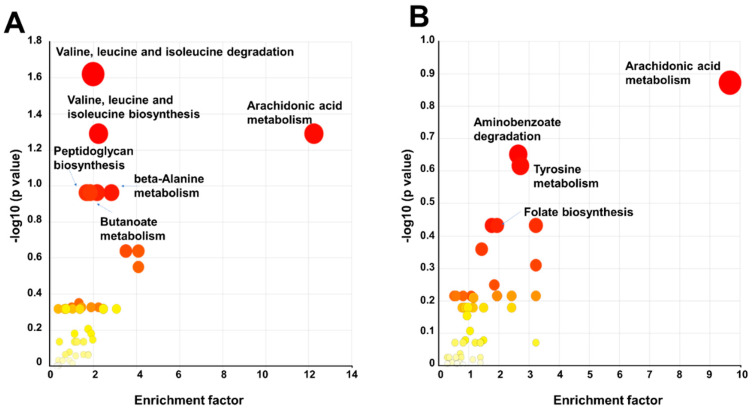 A
1.8
1.6
1.4
1.2
1.0
0.8
0.6
0.4
0.2
0
-log10 (p value)
Valine, leucine and isoleucine degradation
Valine, leucine and
isoleucine biosynthesis
Arachidonic acid
metabolism
Peptidoglycan
biosynthesis
beta-Alanine
metabolism
Butanoate
metabolism
0 2 4 6 8 10 12 14
Enrichment factor
B
0.9
0.8
0.7
0.6
0.5
0.4
0.3
0.2
0.1
0
-log10 (p value)
Arachidonic acid
metabolism
Aminobenzoate
degradation
Tyrosine
metabolism
Folate biosynthesis
0 1 2 3 4 5 6 7 8 9 10
Enrichment factor